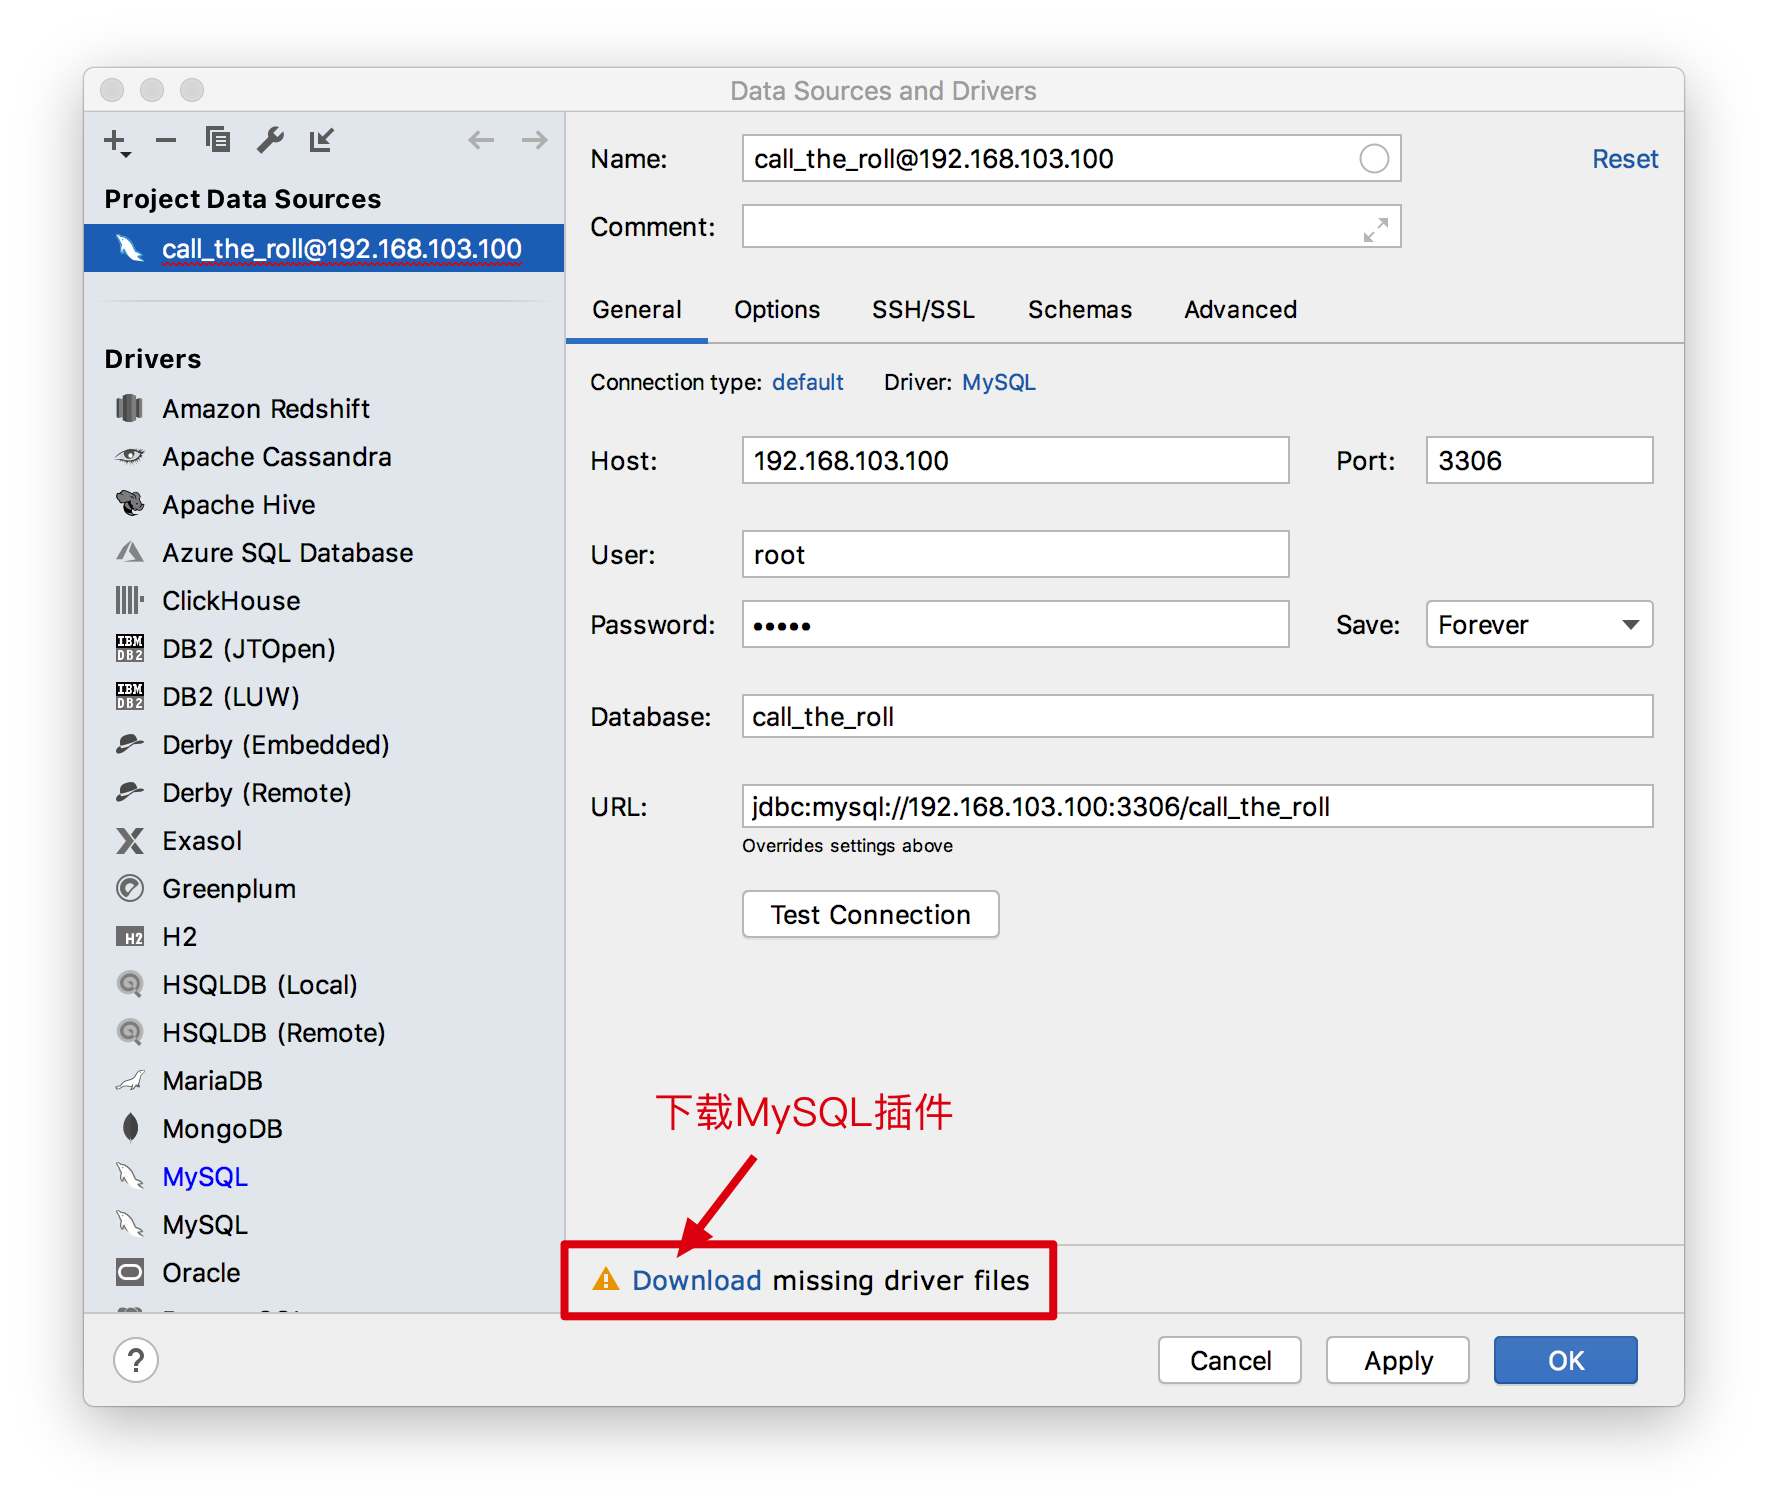 Data Sources and Drivers
Project Data Sources
call_the_roll@192.168.103.100
Drivers
Amazon Redshift
Apache Cassandra
Apache Hive
Azure SQL Database
ClickHouse
IBM DB2 DB2 (JTOpen)
IBM DB2 DB2 (LUW)
Derby (Embedded)
Derby (Remote)
Exasol
Greenplum
H2 H2
HSQLDB (Local)
HSQLDB (Remote)
MariaDB
MongoDB
MySQL
MySQL
Oracle
Name: call_the_roll@192.168.103.100 Reset
Comment:
General Options SSH/SSL Schemas Advanced
Connection type: default Driver: MySQL
Host: 192.168.103.100 Port: 3306
User: root
Password: ••••• Save: Forever
Database: call_the_roll
URL: jdbc:mysql://192.168.103.100:3306/call_the_roll
Overrides settings above
Test Connection
下载MySQL插件
Download missing driver files
? Cancel Apply OK